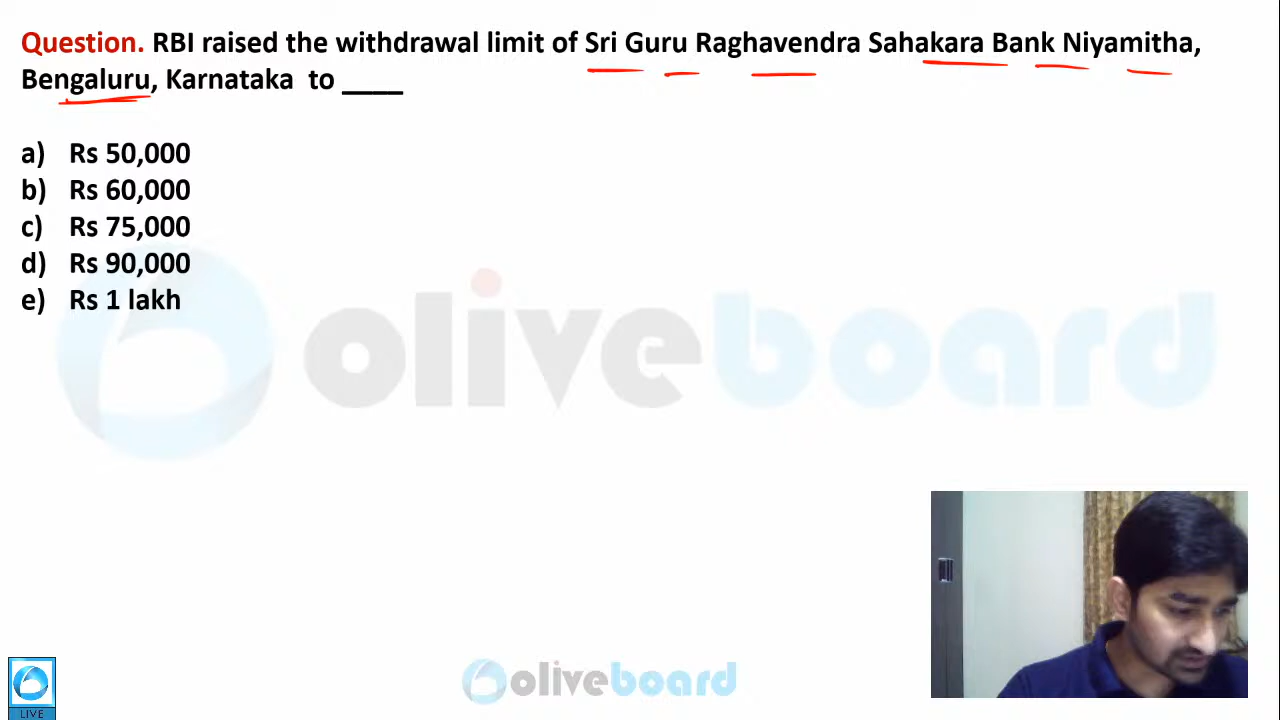 Question. RBI raised the withdrawal limit of Sri Guru Raghavendra Sahakara Bank Niyamitha,
Bengaluru, Karnataka to ____
a) Rs 50,000
b) Rs 60,000
c) Rs 75,000
d) Rs 90,000
e) Rs 1 lakh
oliveboard
oliveboard
LIVE